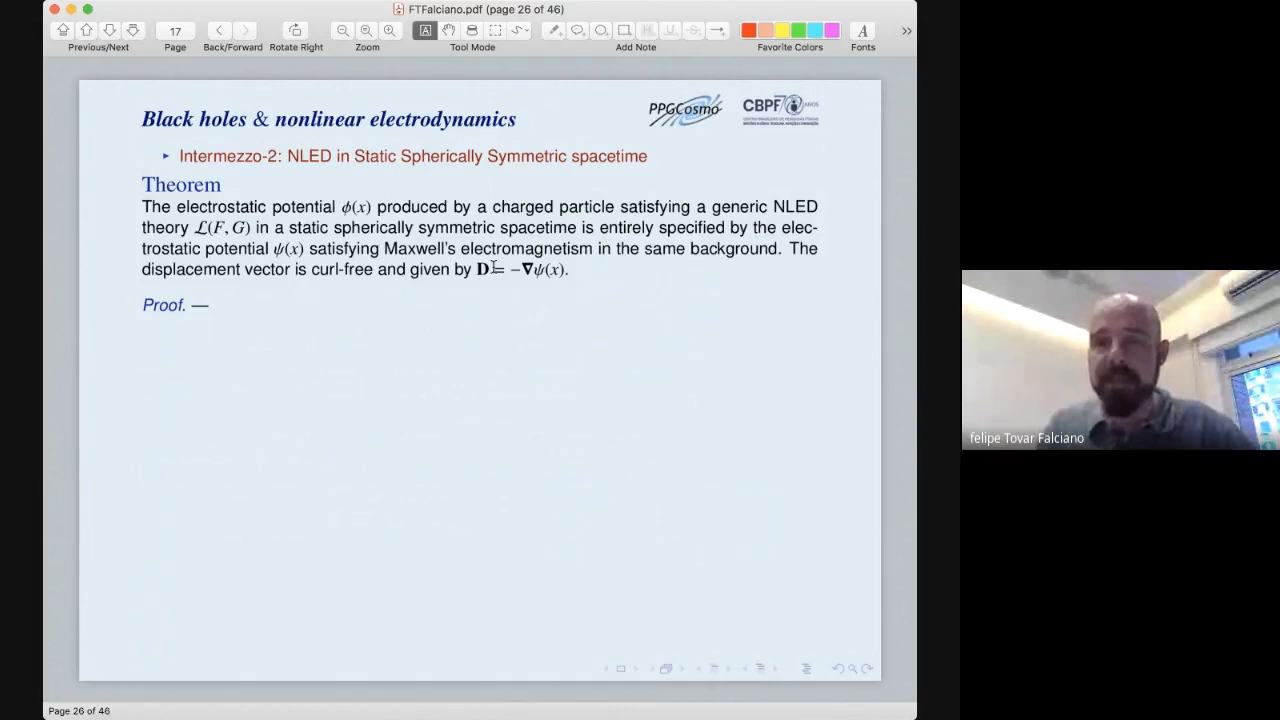 FTFalciano.pdf (page 26 of 46)
17
Previous/Next Page Back/Forward Rotate Right Zoom Tool Mode Add Note Favorite Colors Fonts
Black holes & nonlinear electrodynamics
PPGCosmo
CBPF 70 ANOS
Intermezzo-2: NLED in Static Spherically Symmetric spacetime
Theorem
The electrostatic potential ϕ(x) produced by a charged particle satisfying a generic NLED
theory ℒ(F, G) in a static spherically symmetric spacetime is entirely specified by the elec-
trostatic potential ψ(x) satisfying Maxwell's electromagnetism in the same background. The
displacement vector is curl-free and given by D = −∇ψ(x).
Proof. —
felipe Tovar Falciano
Page 26 of 46